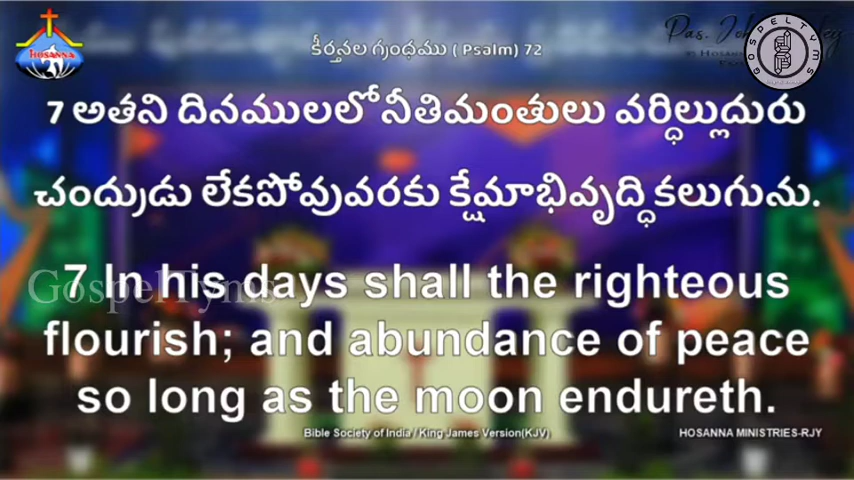 కీర్తనల గ్రంధము ( Psalm) 72
HOSANNA
GOSPELTYMS
7 అతని దినములలో నీతిమంతులు వర్ధిల్లుదురు
చంద్రుడు లేకపోవువరకు క్షేమాభివృద్ధి కలుగును.
GospelTyms
7 In his days shall the righteous
flourish; and abundance of peace
so long as the moon endureth.
Bible Society of India / King James Version(KJV)
HOSANNA MINISTRIES-RJY